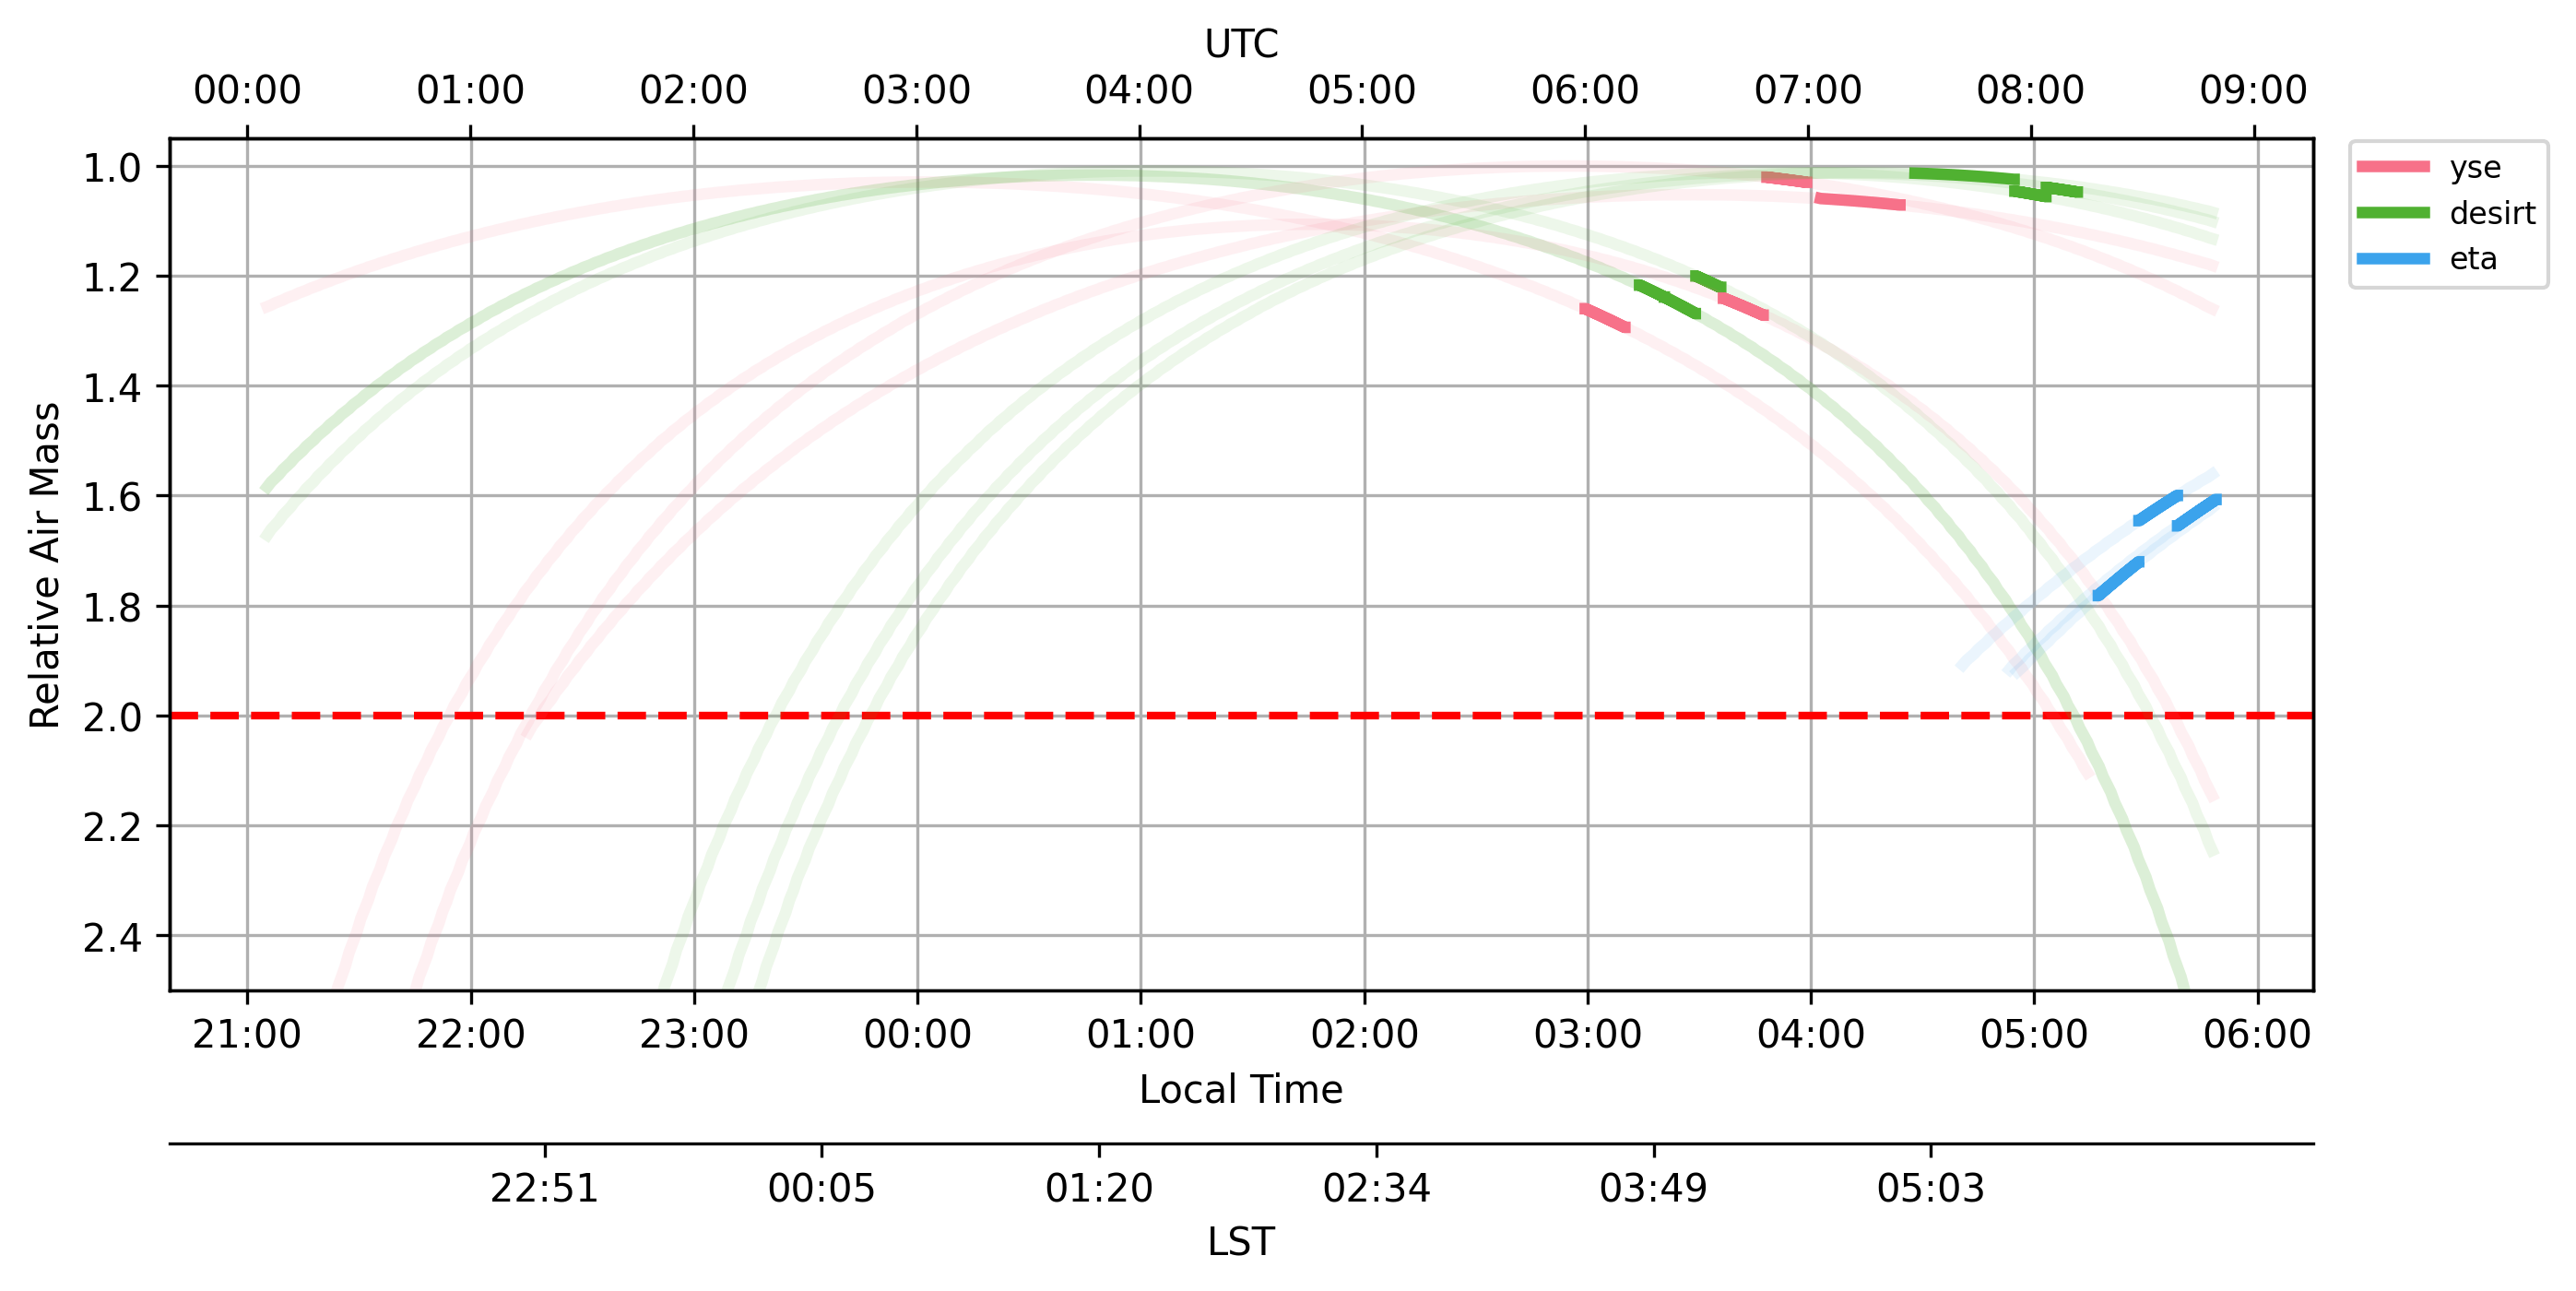 UTC
00:00 01:00 02:00 03:00 04:00 05:00 06:00 07:00 08:00 09:00
Relative Air Mass
1.0
1.2
1.4
1.6
1.8
2.0
2.2
2.4
yse
desirt
eta
21:00 22:00 23:00 00:00 01:00 02:00 03:00 04:00 05:00 06:00
Local Time
22:51 00:05 01:20 02:34 03:49 05:03
LST